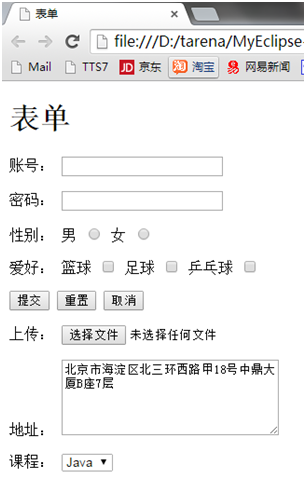 表单
file:///D:/tarena/MyEclipse-
Mail TTS7 JD 京东 淘 淘宝 易 网易新闻
表单
账号：
密码：
性别： 男 女
爱好： 篮球 足球 乒乓球
提交 重置 取消
上传： 选择文件 未选择任何文件
北京市海淀区北三环西路甲18号中鼎大
厦B座7层
地址：
课程： Java